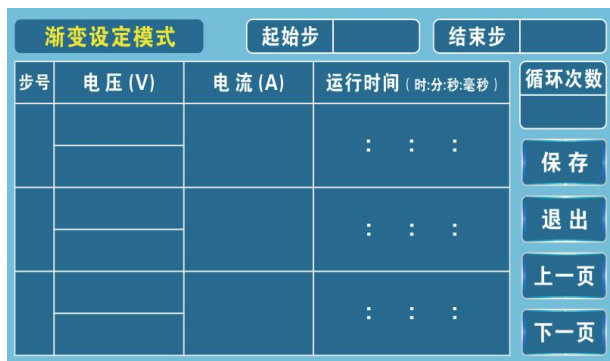 渐变设定模式 起始步 结束步
步号 电压(V) 电流(A) 运行时间(时:分:秒:毫秒) 循环次数
: : :
保存
: : :
退出
上一页
: : :
下一页